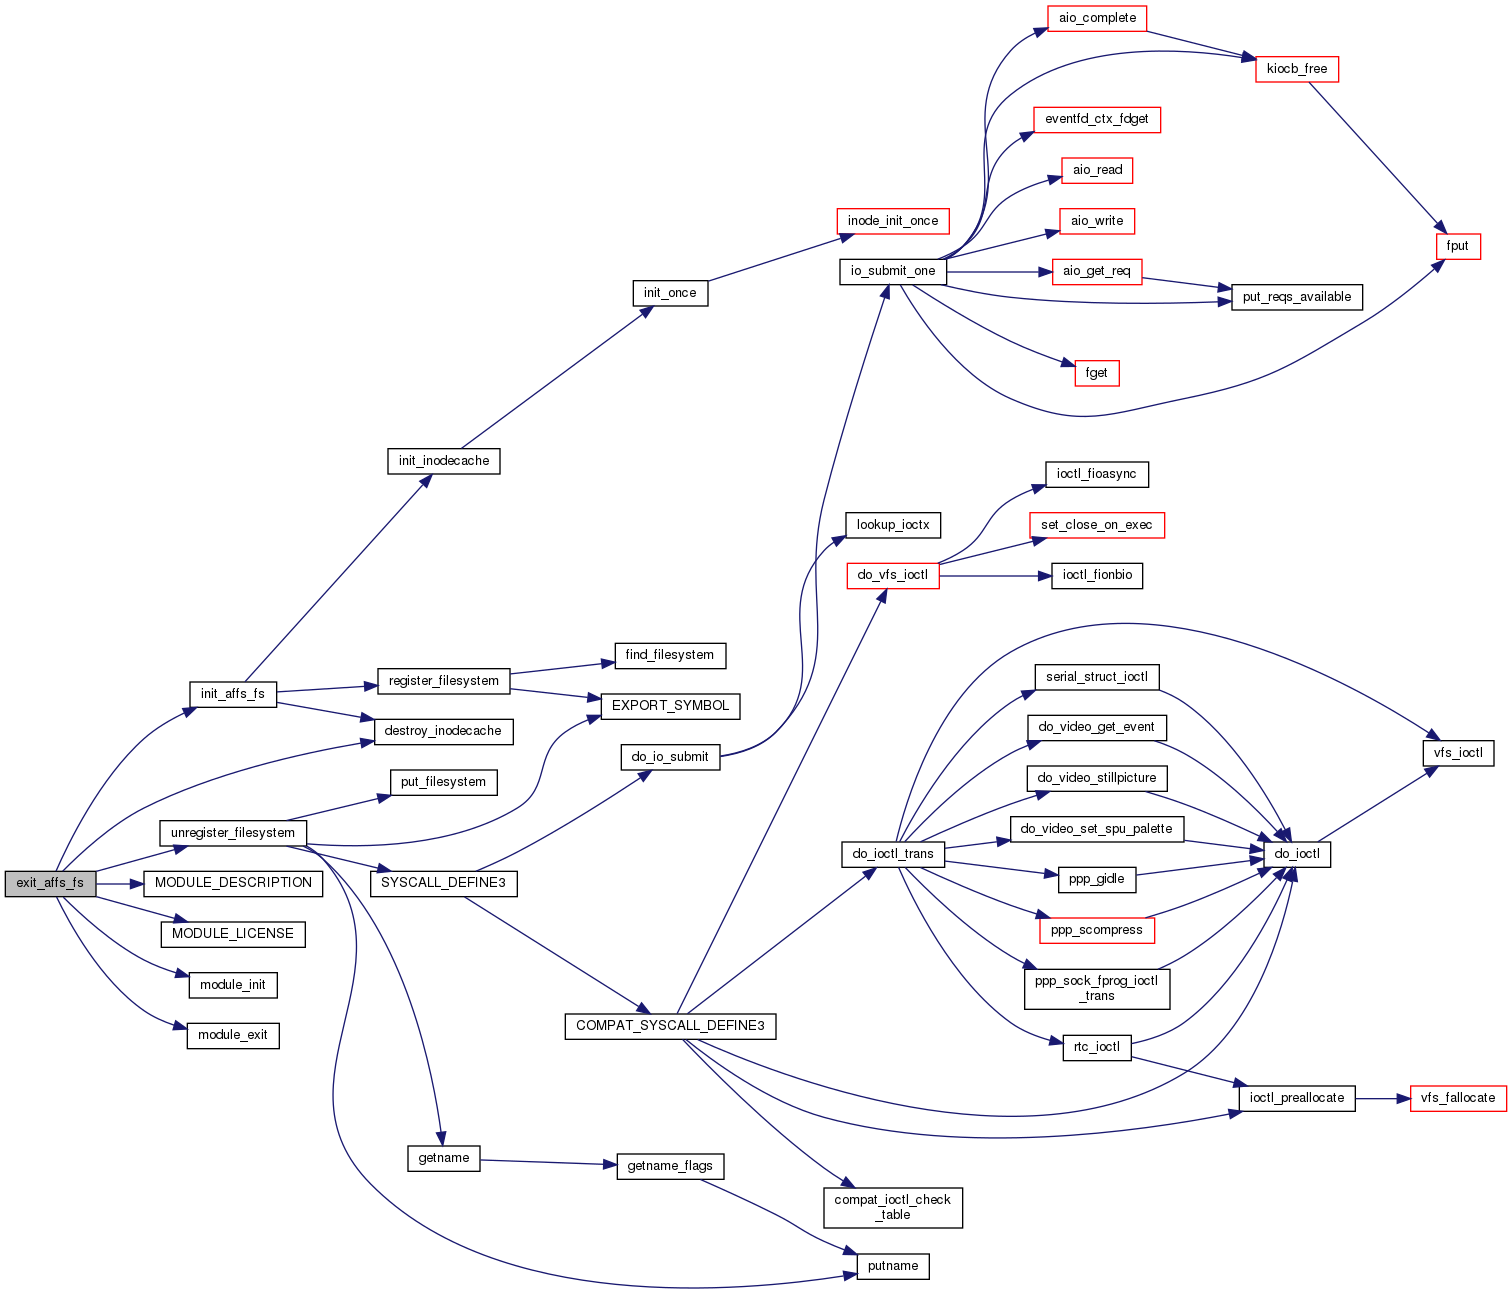 aio_complete
kiocb_free
eventfd_ctx_fdget
aio_read
inode_init_once
aio_write
fput
io_submit_one
aio_get_req
init_once
put_reqs_available
fget
init_inodecache
ioctl_fioasync
lookup_ioctx
set_close_on_exec
do_vfs_ioctl
ioctl_fionbio
find_filesystem
register_filesystem
serial_struct_ioctl
init_affs_fs
EXPORT_SYMBOL
destroy_inodecache
do_video_get_event
do_io_submit
vfs_ioctl
put_filesystem
do_video_stillpicture
unregister_filesystem
do_video_set_spu_palette
do_ioctl_trans
do_ioctl
exit_affs_fs
MODULE_DESCRIPTION
SYSCALL_DEFINE3
ppp_gidle
MODULE_LICENSE
ppp_scompress
module_init
ppp_sock_fprog_ioctl
_trans
module_exit
COMPAT_SYSCALL_DEFINE3
rtc_ioctl
ioctl_preallocate
vfs_fallocate
getname
getname_flags
compat_ioctl_check
_table
putname